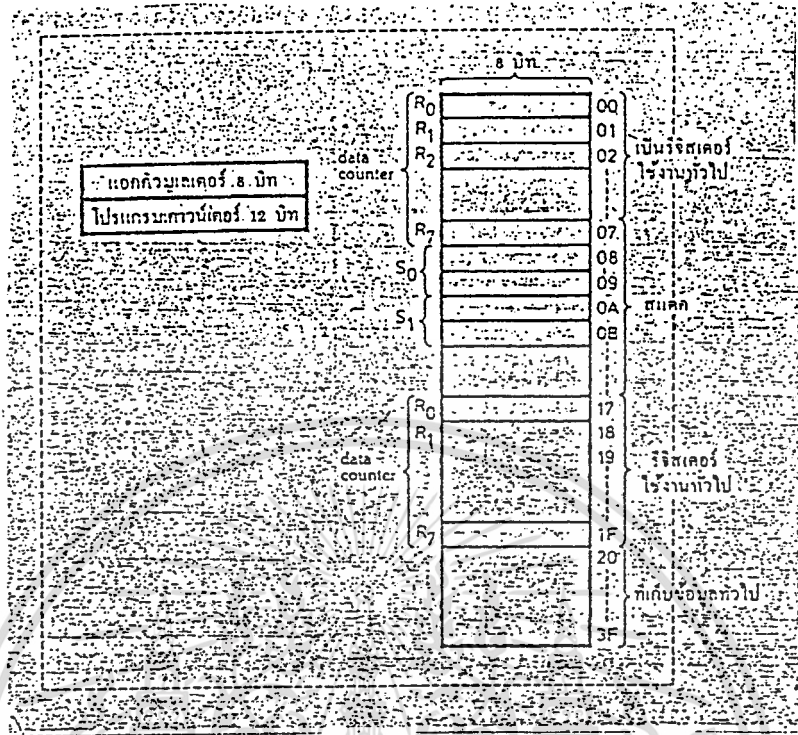 8 บิท
R0 00
R1 01
R2 02
data
counter
เป็นรีจิสเตอร์
ใช้งานทั่วไป
แอกคิวมูเลเตอร์ 8 บิท
โปรแกรมเคาวน์เตอร์ 12 บิท
R7 07
S0 08
09
S1 0A
0B
สแตค
R0 17
R1 18
19
data
counter
รีจิสเตอร์
ใช้งานทั่วไป
R7 1F
20
ที่เก็บข้อมูลทั่วไป
3F